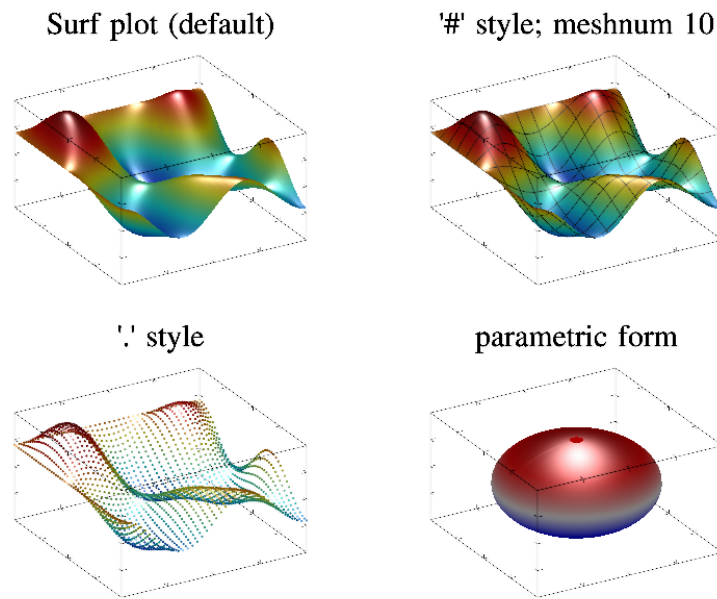 Surf plot (default)
'#' style; meshnum 10
'.' style
parametric form